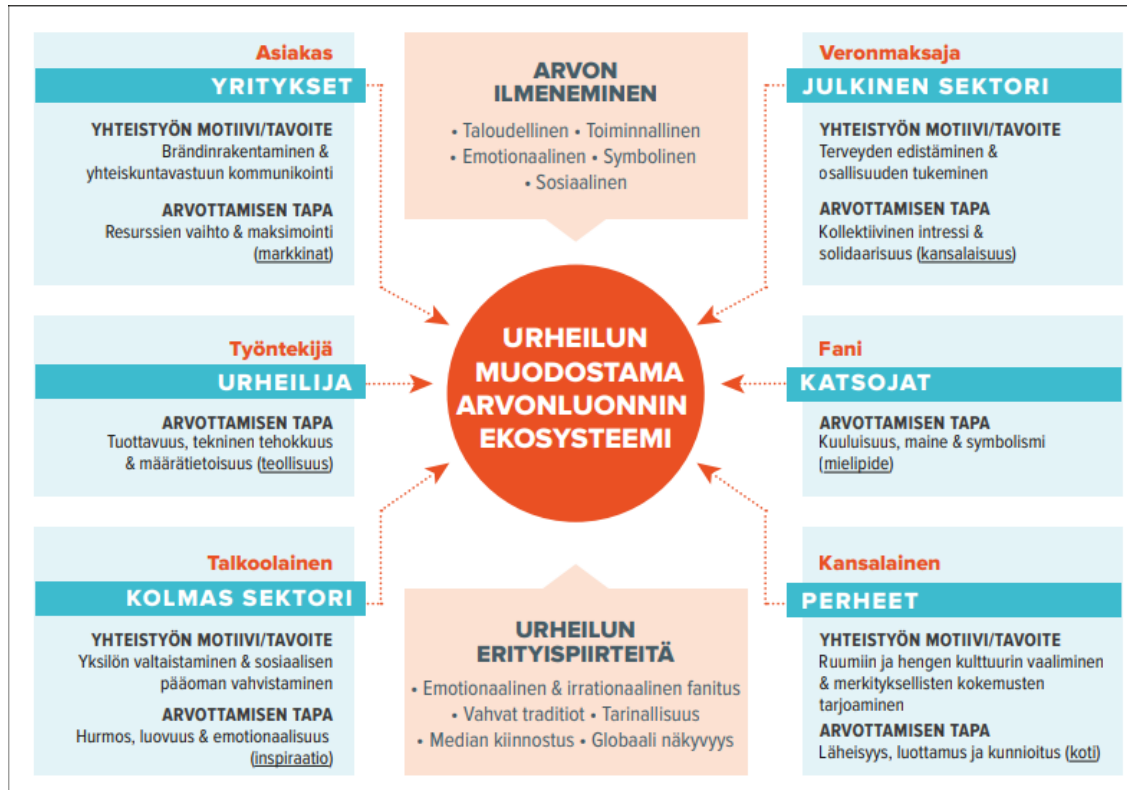 Asiakas
YRITYKSET
YHTEISTYÖN MOTIIVI/TAVOITE
Brändinrakentaminen &
yhteiskuntavastuun kommunikointi
ARVOTTAMISEN TAPA
Resurssien vaihto & maksimointi
(markkinat)
Työntekijä
URHEILIJA
ARVOTTAMISEN TAPA
Tuottavuus, tekninen tehokkuus
& määrätietoisuus (teollisuus)
Talkoolainen
KOLMAS SEKTORI
YHTEISTYÖN MOTIIVI/TAVOITE
Yksilön valtaistaminen & sosiaalisen
pääoman vahvistaminen
ARVOTTAMISEN TAPA
Hurmos, luovuus & emotionaalisuus
(inspiraatio)
ARVON
ILMENEMINEN
• Taloudellinen • Toiminnallinen
• Emotionaalinen • Symbolinen
• Sosiaalinen
URHEILUN
MUODOSTAMA
ARVONLUONNIN
EKOSYSTEEMI
URHEILUN
ERITYISPIIRTEITÄ
• Emotionaalinen & irrationaalinen fanitus
• Vahvat traditiot • Tarinallisuus
• Median kiinnostus • Globaali näkyvyys
Veronmaksaja
JULKINEN SEKTORI
YHTEISTYÖN MOTIIVI/TAVOITE
Terveyden edistäminen &
osallisuuden tukeminen
ARVOTTAMISEN TAPA
Kollektiivinen intressi &
solidaarisuus (kansalaisuus)
Fani
KATSOJAT
ARVOTTAMISEN TAPA
Kuuluisuus, maine & symbolismi
(mielipide)
Kansalainen
PERHEET
YHTEISTYÖN MOTIIVI/TAVOITE
Ruumiin ja hengen kulttuurin vaaliminen
& merkityksellisten kokemusten
tarjoaminen
ARVOTTAMISEN TAPA
Läheisyys, luottamus ja kunnioitus (koti)